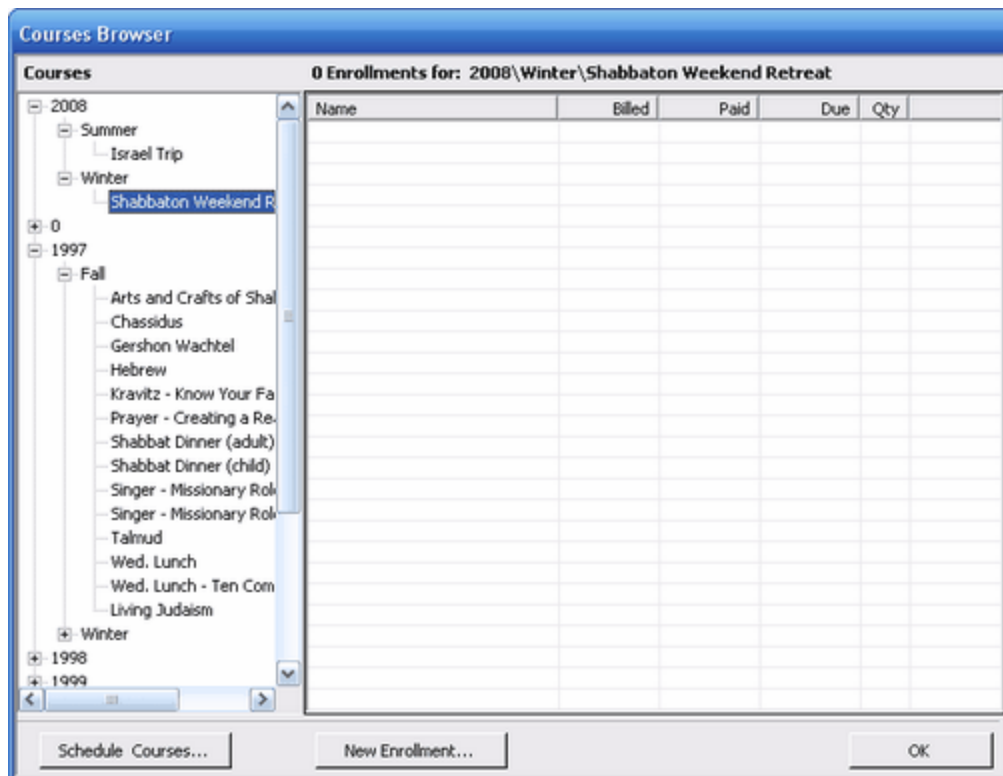 Courses Browser
Courses
0 Enrollments for: 2008\Winter\Shabbaton Weekend Retreat
Name Billed Paid Due Qty
2008
Summer
Israel Trip
Winter
Shabbaton Weekend R
0
1997
Fall
Arts and Crafts of Shal
Chassidus
Gershon Wachtel
Hebrew
Kravitz - Know Your Fa
Prayer - Creating a Re
Shabbat Dinner (adult)
Shabbat Dinner (child)
Singer - Missionary Role
Singer - Missionary Role
Talmud
Wed. Lunch
Wed. Lunch - Ten Com
Living Judaism
Winter
1998
1999
Schedule Courses... New Enrollment... OK